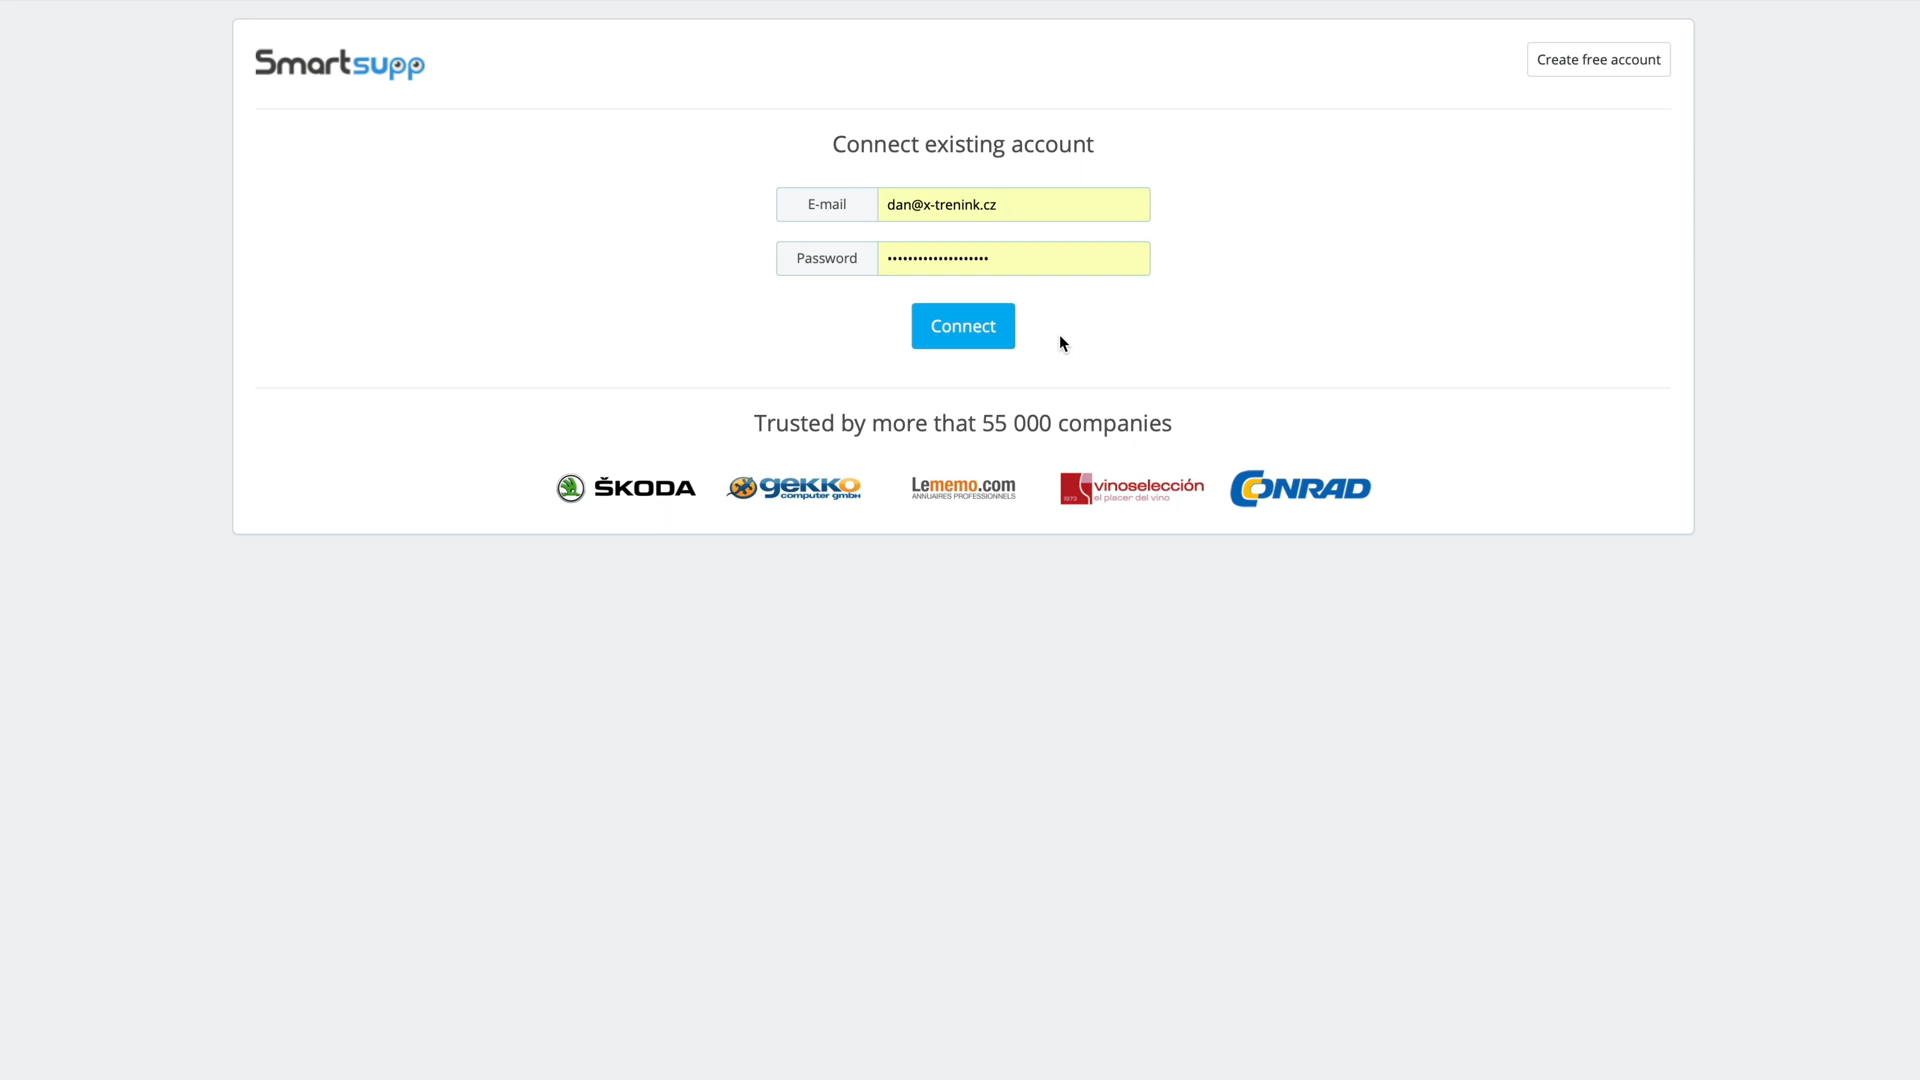 Smartsupp
Create free account
Connect existing account
E-mail
dan@x-trenink.cz
Password
••••••••••••••••••••
Connect
Trusted by more that 55 000 companies
ŠKODA
gekko
computer gmbh
Lememo.com
ANNUAIRES PROFESSIONNELS
1973
vinoselección
el placer del vino
CONRAD